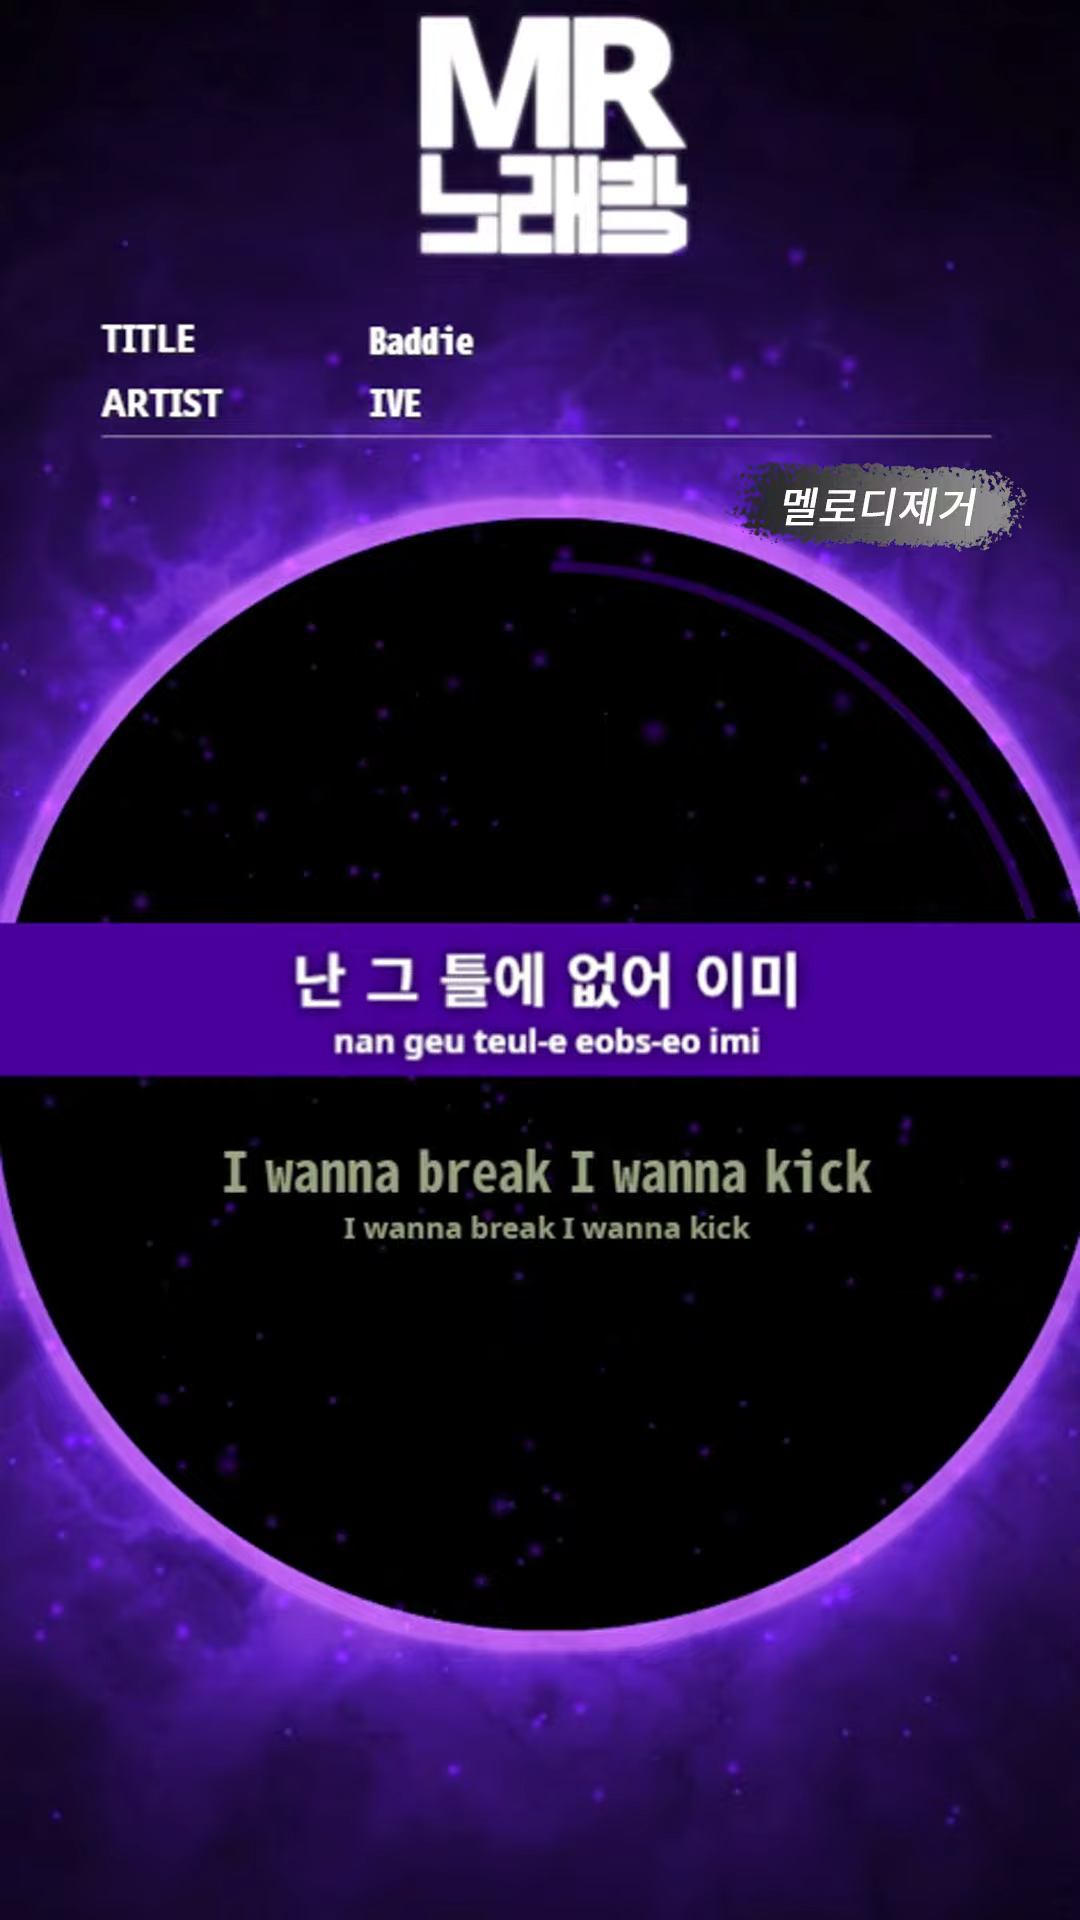 MR
노래방
TITLE Baddie
ARTIST IVE
멜로디제거
난 그 틀에 없어 이미
nan geu teul-e eobs-eo imi
I wanna break I wanna kick
I wanna break I wanna kick